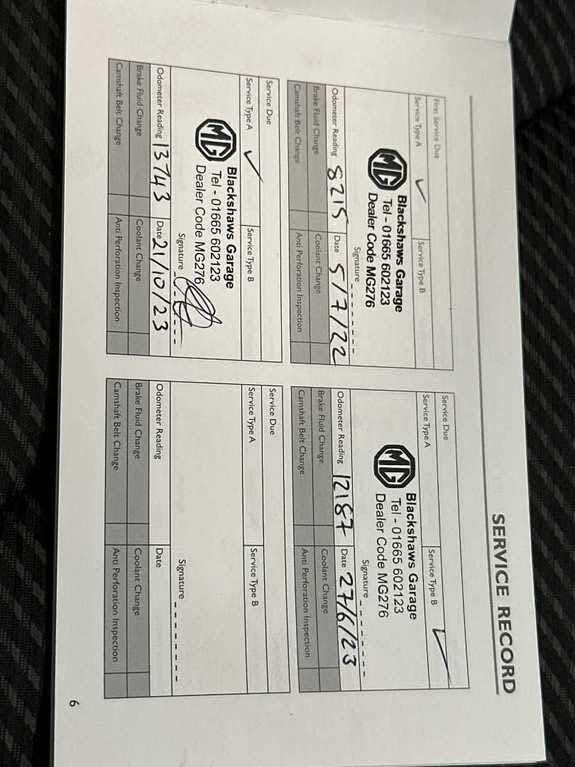 SERVICE RECORD
First Service Due
Service Type A ✓ Service Type B
MG
Blackshaws Garage
Tel - 01665 602123
Dealer Code MG276
Signature
Odometer Reading 8215 Date 5/7/22
Brake Fluid Change Coolant Change
Camshaft Belt Change Anti Perforation Inspection
Service Due
Service Type A Service Type B ✓
MG
Blackshaws Garage
Tel - 01665 602123
Dealer Code MG276
Signature
Odometer Reading 12187 Date 27/6/23
Brake Fluid Change Coolant Change
Camshaft Belt Change Anti Perforation Inspection
Service Due
Service Type A ✓ Service Type B
MG
Blackshaws Garage
Tel - 01665 602123
Dealer Code MG276
Signature
Odometer Reading 13743 Date 21/10/23
Brake Fluid Change Coolant Change
Camshaft Belt Change Anti Perforation Inspection
Service Due
Service Type A Service Type B
Signature
Odometer Reading Date
Brake Fluid Change Coolant Change
Camshaft Belt Change Anti Perforation Inspection
6